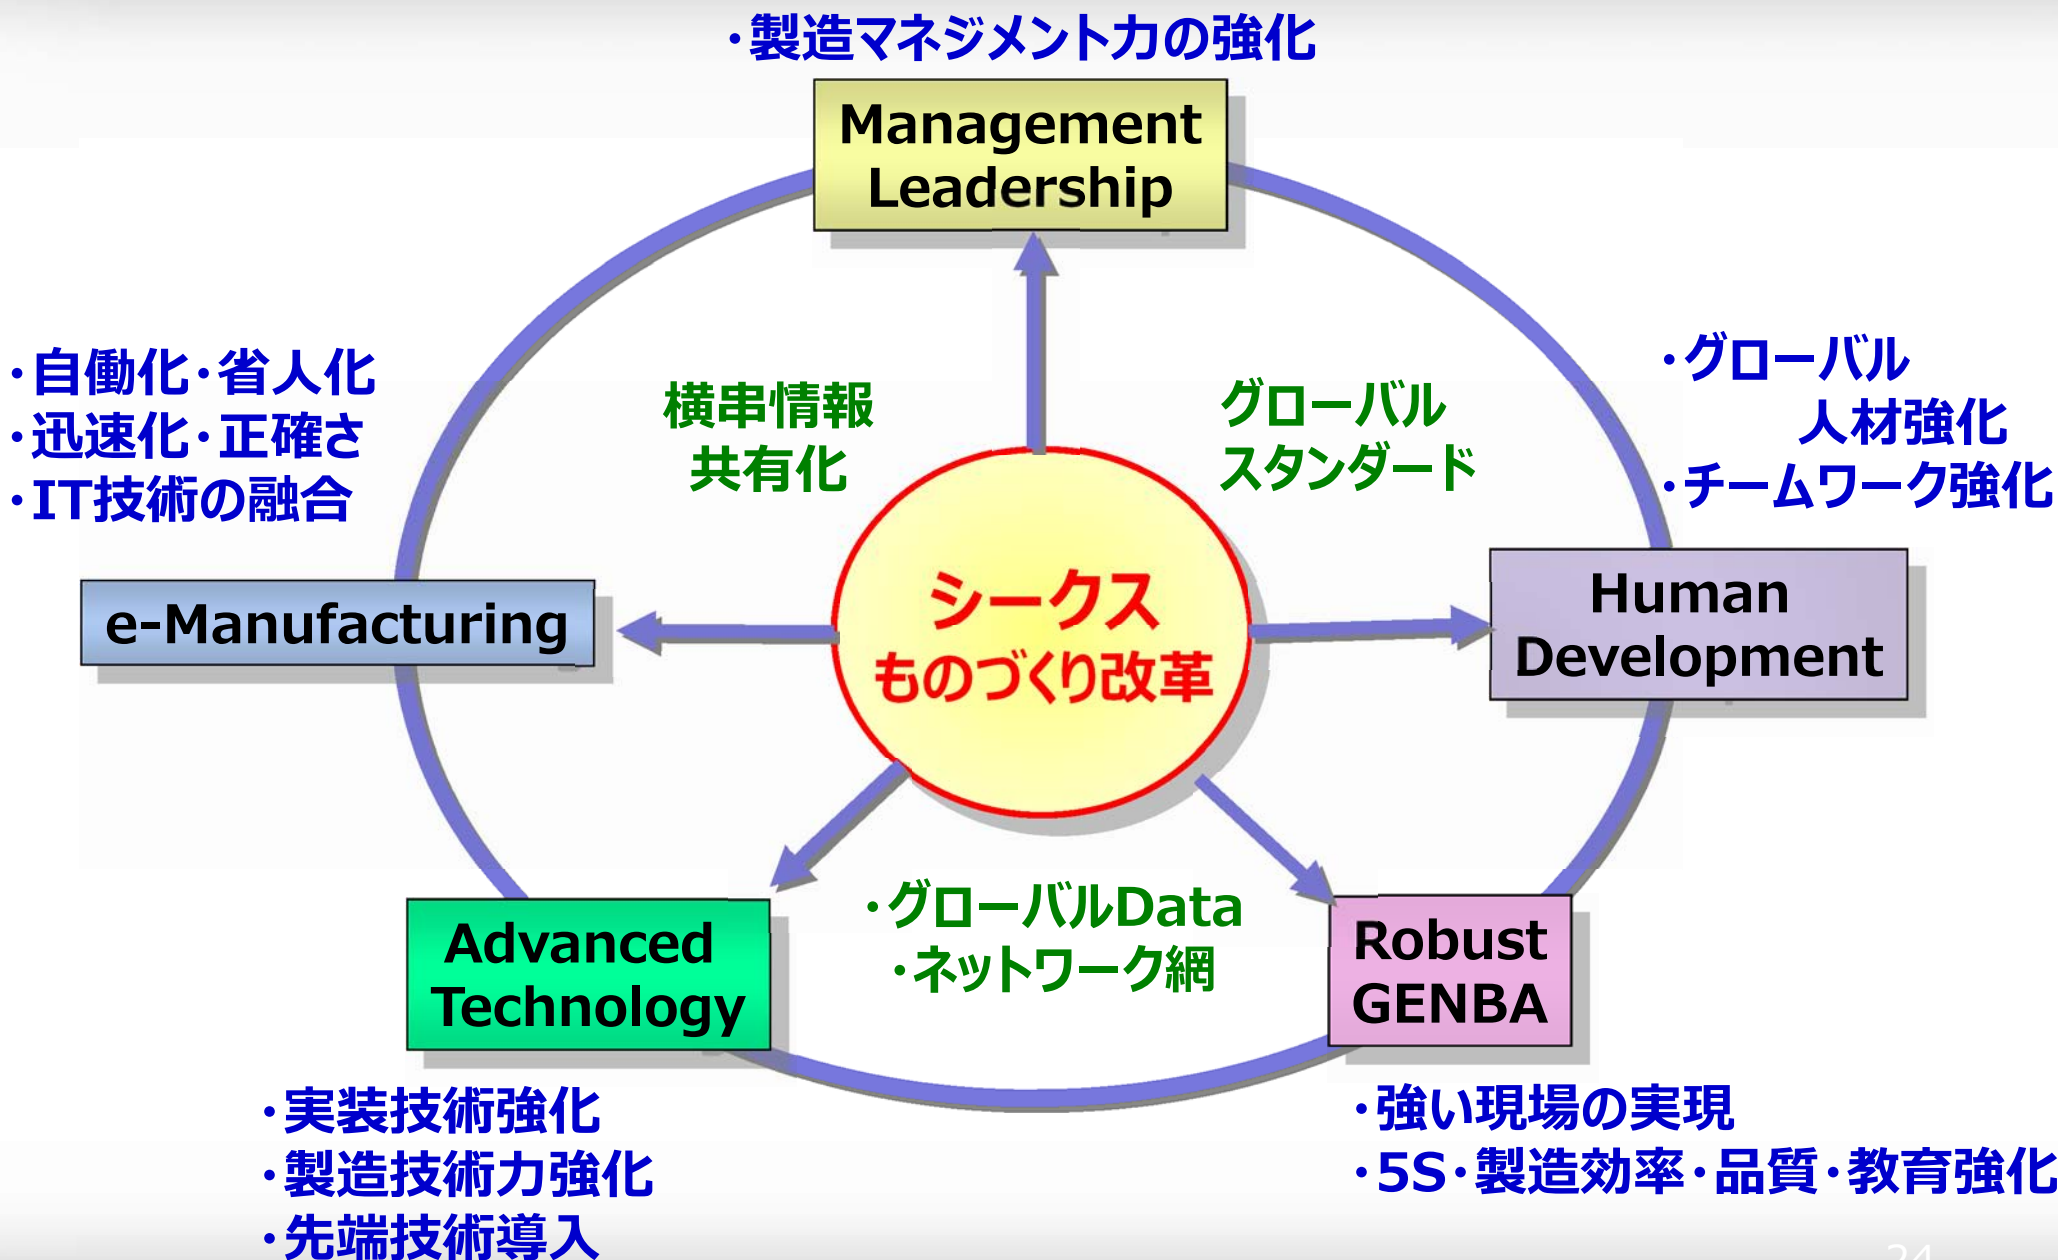 ・製造マネジメント力の強化
Management
Leadership
・自働化・省人化
・迅速化・正確さ
・IT技術の融合
横串情報
共有化
グローバル
スタンダード
・グローバル
人材強化
・チームワーク強化
e-Manufacturing
シークス
ものづくり改革
Human
Development
Advanced
Technology
・グローバルData
・ネットワーク網
Robust
GENBA
・実装技術強化
・製造技術力強化
・先端技術導入
・強い現場の実現
・5S・製造効率・品質・教育強化
24